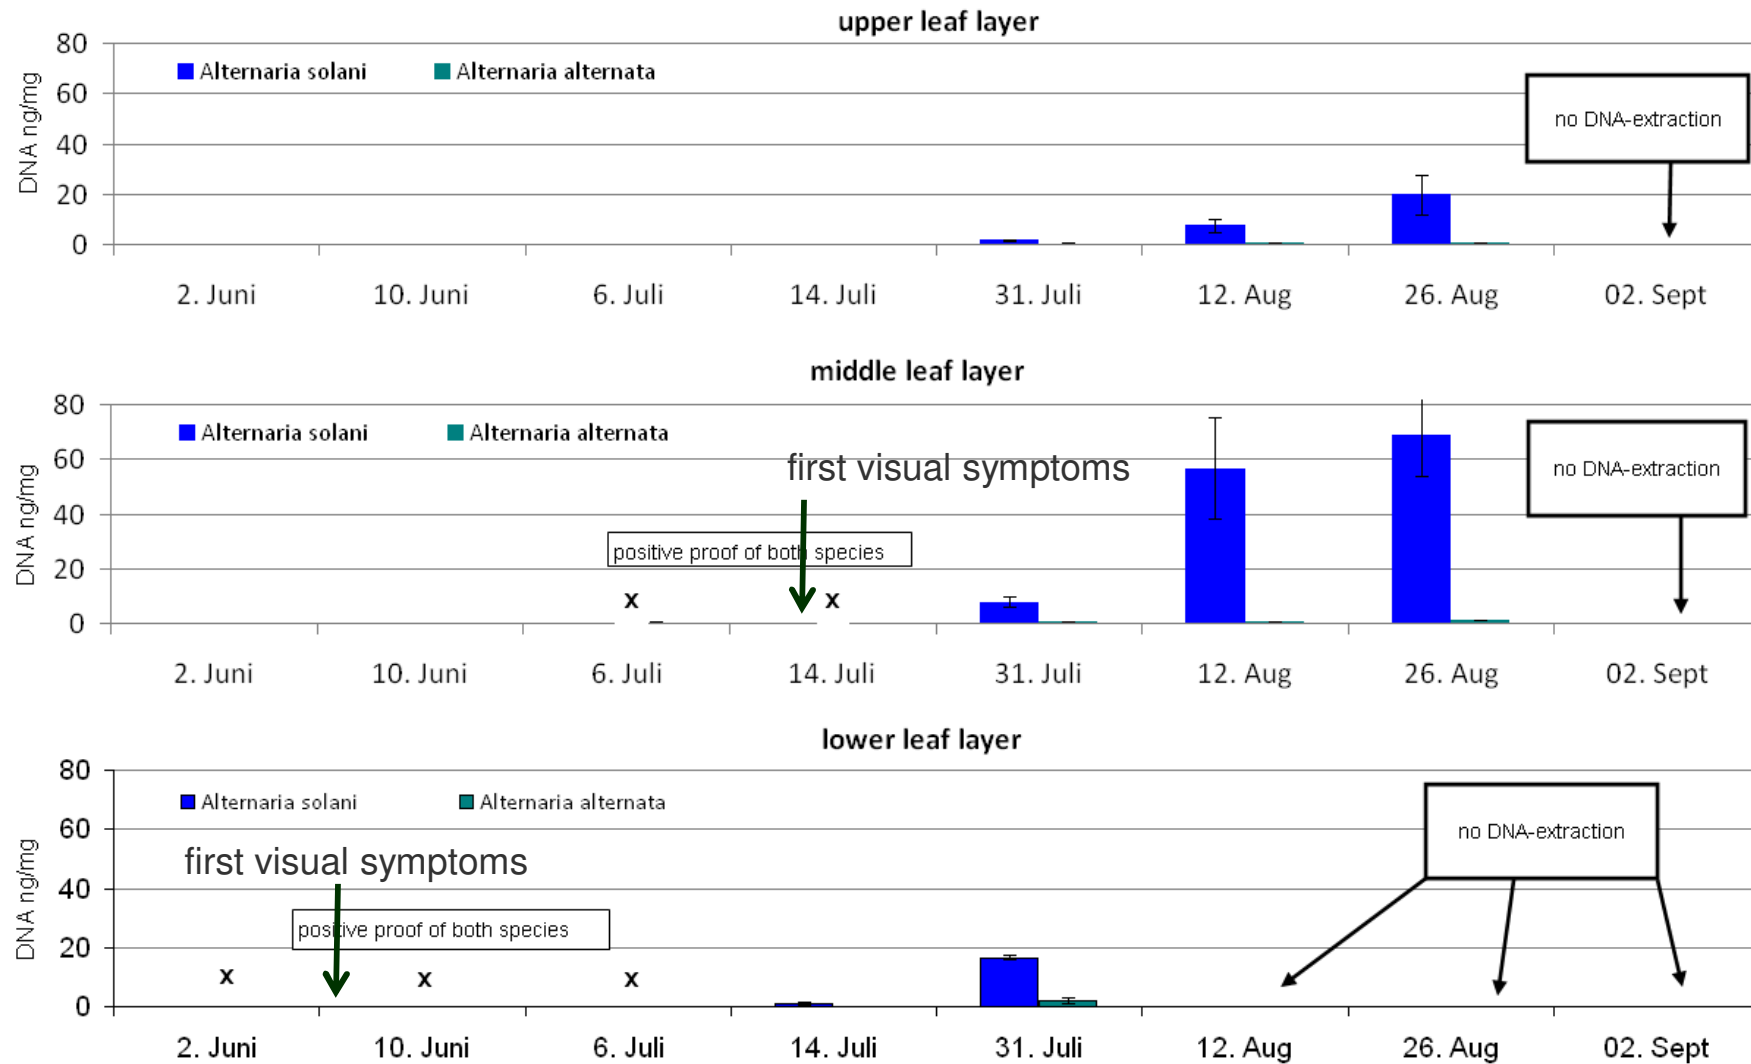 upper leaf layer
80
60
40
20
0
DNA ng/mg
Alternaria solani
Alternaria alternata
no DNA-extraction
2. Juni
10. Juni
6. Juli
14. Juli
31. Juli
12. Aug
26. Aug
02. Sept
middle leaf layer
80
60
40
20
0
DNA ng/mg
Alternaria solani
Alternaria alternata
first visual symptoms
positive proof of both species
x
x
no DNA-extraction
2. Juni
10. Juni
6. Juli
14. Juli
31. Juli
12. Aug
26. Aug
02. Sept
lower leaf layer
80
60
40
20
0
DNA ng/mg
Alternaria solani
Alternaria alternata
first visual symptoms
positive proof of both species
x
x
x
no DNA-extraction
2. Juni
10. Juni
6. Juli
14. Juli
31. Juli
12. Aug
26. Aug
02. Sept